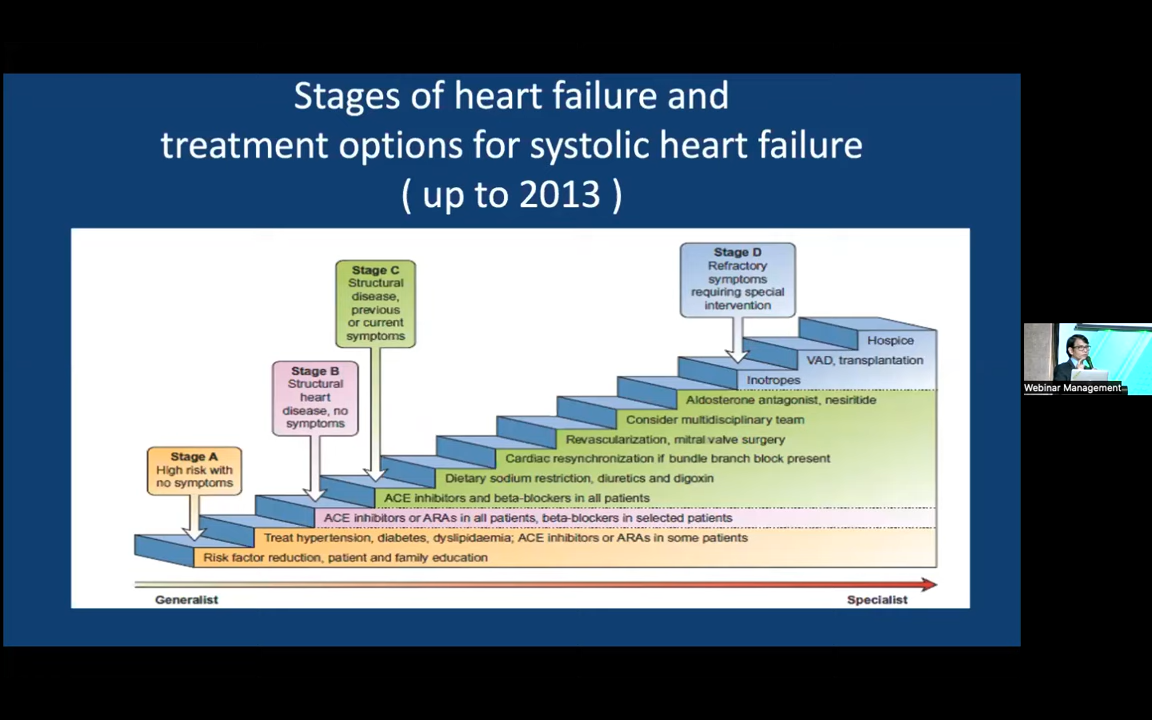 Stages of heart failure and
treatment options for systolic heart failure
( up to 2013 )
Stage D
Refractory
symptoms
requiring special
intervention
Stage C
Structural
disease,
previous
or current
symptoms
Stage B
Structural
heart
disease, no
symptoms
Stage A
High risk with
no symptoms
Hospice
VAD, transplantation
Inotropes
Aldosterone antagonist, nesiritide
Consider multidisciplinary team
Revascularization, mitral valve surgery
Cardiac resynchronization if bundle branch block present
Dietary sodium restriction, diuretics and digoxin
ACE inhibitors and beta-blockers in all patients
ACE inhibitors or ARAs in all patients, beta-blockers in selected patients
Treat hypertension, diabetes, dyslipidaemia; ACE inhibitors or ARAs in some patients
Risk factor reduction, patient and family education
Generalist
Specialist
Webinar Management